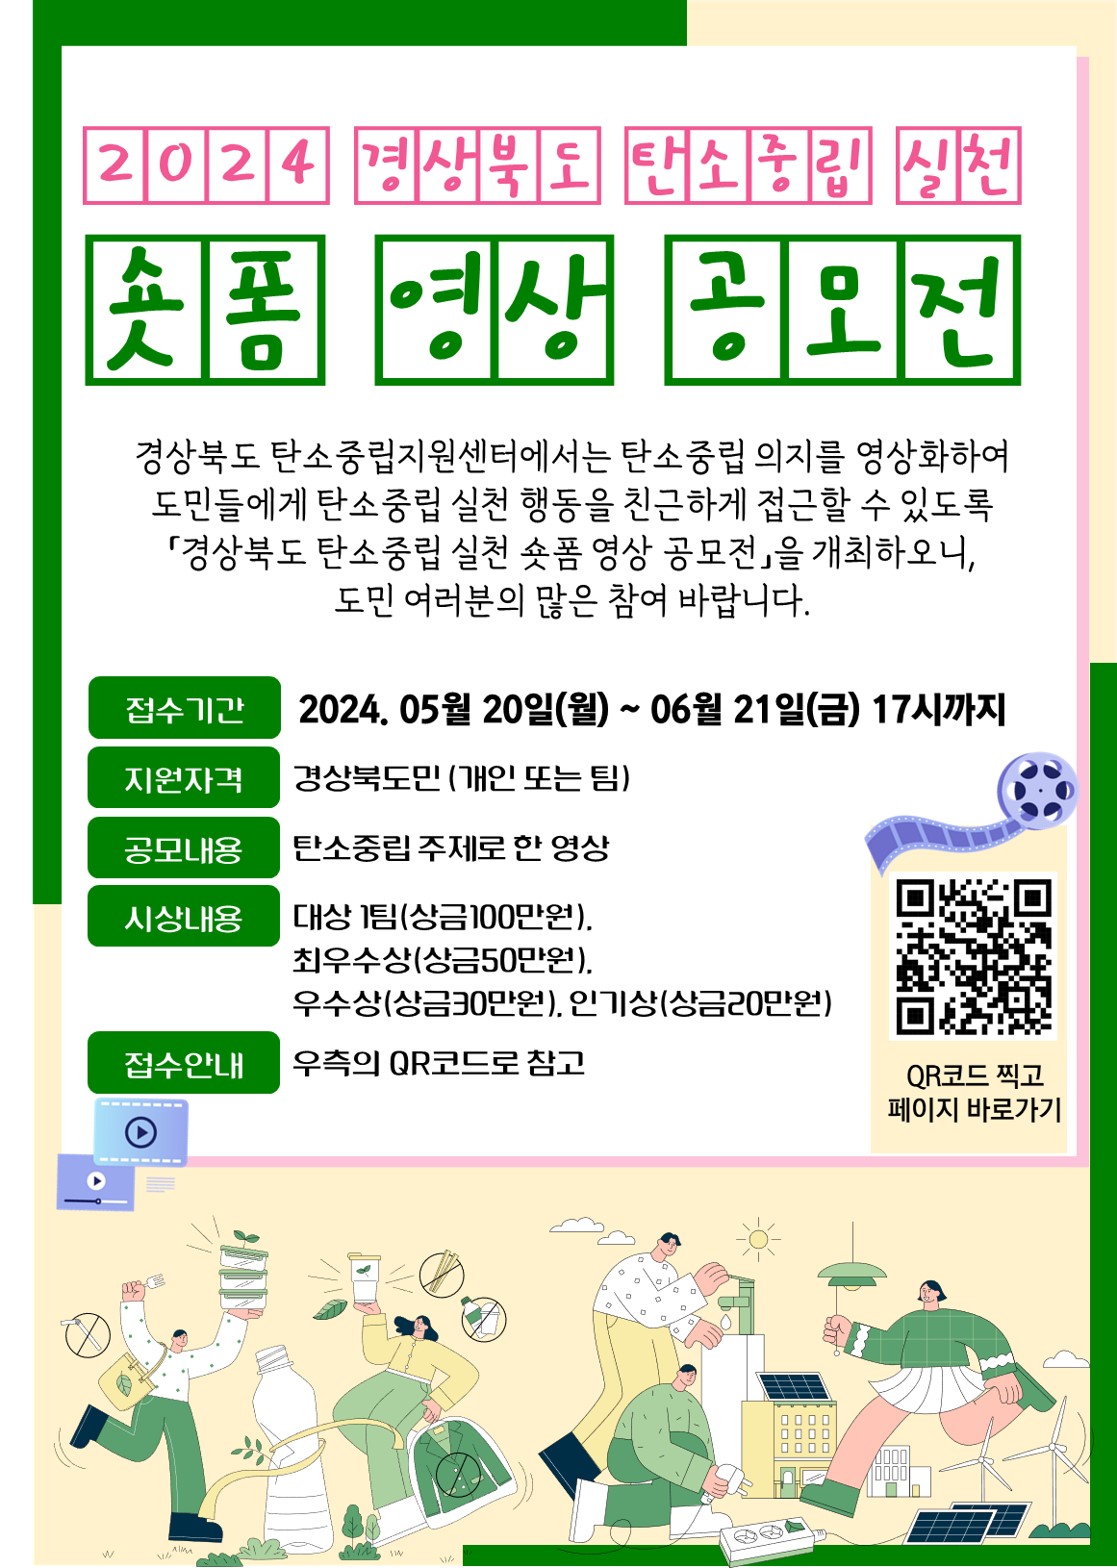 2024 경상북도 탄소중립 실천
숏폼 영상 공모전
경상북도 탄소중립지원센터에서는 탄소중립 의지를 영상화하여
도민들에게 탄소중립 실천 행동을 친근하게 접근할 수 있도록
「경상북도 탄소중립 실천 숏폼 영상 공모전」을 개최하오니,
도민 여러분의 많은 참여 바랍니다.
접수기간 2024. 05월 20일(월) ~ 06월 21일(금) 17시까지
지원자격 경상북도민 (개인 또는 팀)
공모내용 탄소중립 주제로 한 영상
시상내용 대상 1팀(상금100만원),
최우수상(상금50만원),
우수상(상금30만원), 인기상(상금20만원)
접수안내 우측의 QR코드로 참고
QR코드 찍고
페이지 바로가기